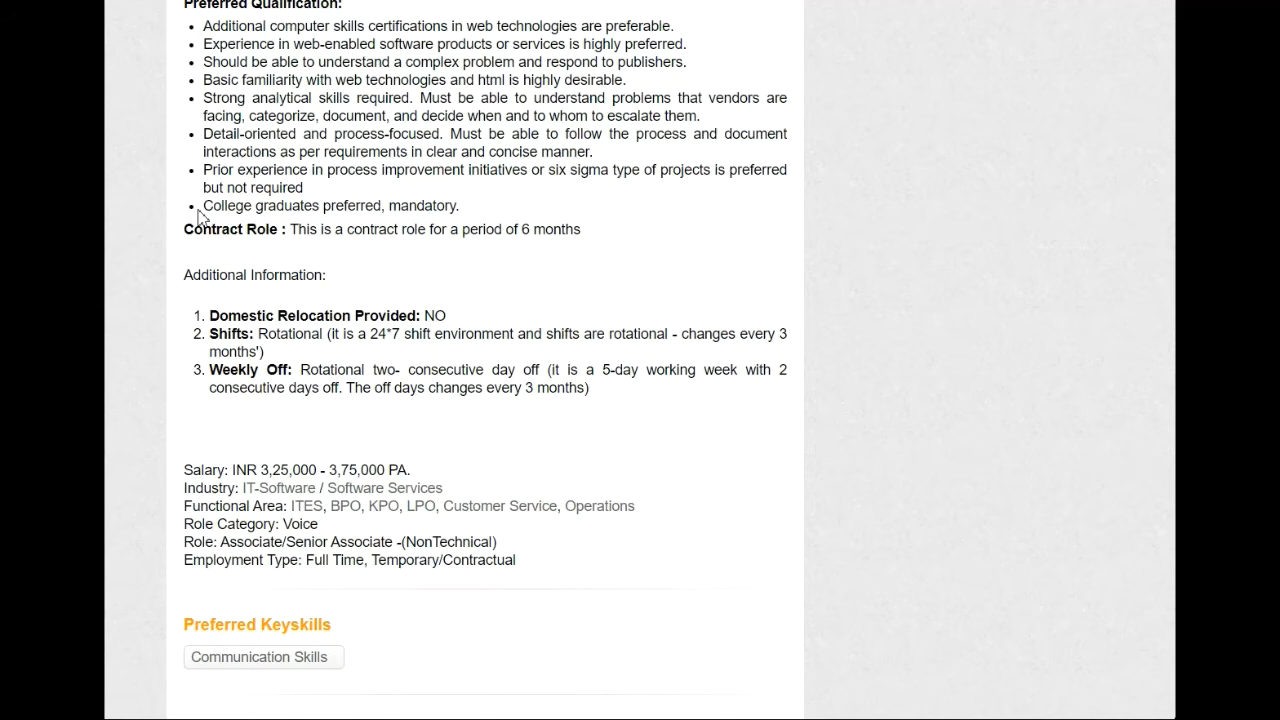 Preferred Qualification:
Additional computer skills certifications in web technologies are preferable.
Experience in web-enabled software products or services is highly preferred.
Should be able to understand a complex problem and respond to publishers.
Basic familiarity with web technologies and html is highly desirable.
Strong analytical skills required. Must be able to understand problems that vendors are
facing, categorize, document, and decide when and to whom to escalate them.
Detail-oriented and process-focused. Must be able to follow the process and document
interactions as per requirements in clear and concise manner.
Prior experience in process improvement initiatives or six sigma type of projects is preferred
but not required
College graduates preferred, mandatory.
Contract Role : This is a contract role for a period of 6 months
Additional Information:
1. Domestic Relocation Provided: NO
2. Shifts: Rotational (it is a 24*7 shift environment and shifts are rotational - changes every 3
months')
3. Weekly Off: Rotational two- consecutive day off (it is a 5-day working week with 2
consecutive days off. The off days changes every 3 months)
Salary: INR 3,25,000 - 3,75,000 PA.
Industry: IT-Software / Software Services
Functional Area: ITES, BPO, KPO, LPO, Customer Service, Operations
Role Category: Voice
Role: Associate/Senior Associate -(NonTechnical)
Employment Type: Full Time, Temporary/Contractual
Preferred Keyskills
Communication Skills